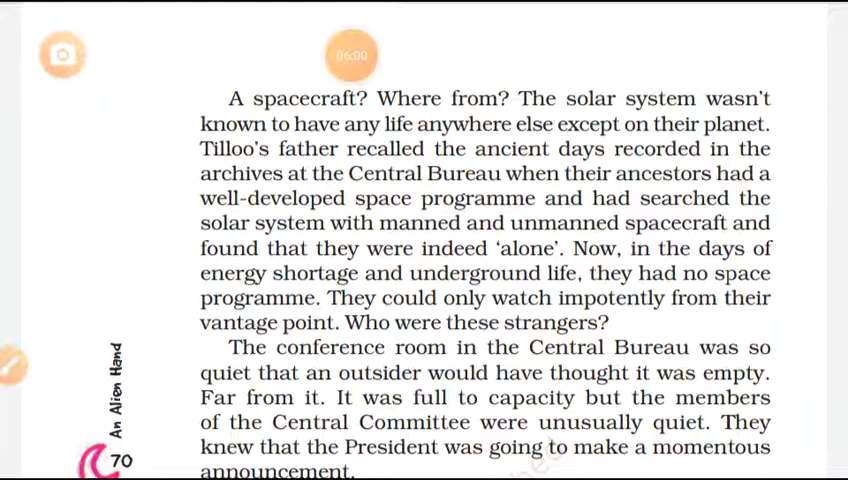 06:00
A spacecraft? Where from? The solar system wasn't
known to have any life anywhere else except on their planet.
Tilloo's father recalled the ancient days recorded in the
archives at the Central Bureau when their ancestors had a
well-developed space programme and had searched the
solar system with manned and unmanned spacecraft and
found that they were indeed 'alone'. Now, in the days of
energy shortage and underground life, they had no space
programme. They could only watch impotently from their
vantage point. Who were these strangers?
The conference room in the Central Bureau was so
quiet that an outsider would have thought it was empty.
Far from it. It was full to capacity but the members
of the Central Committee were unusually quiet. They
knew that the President was going to make a momentous
announcement.
An Alien Hand
70